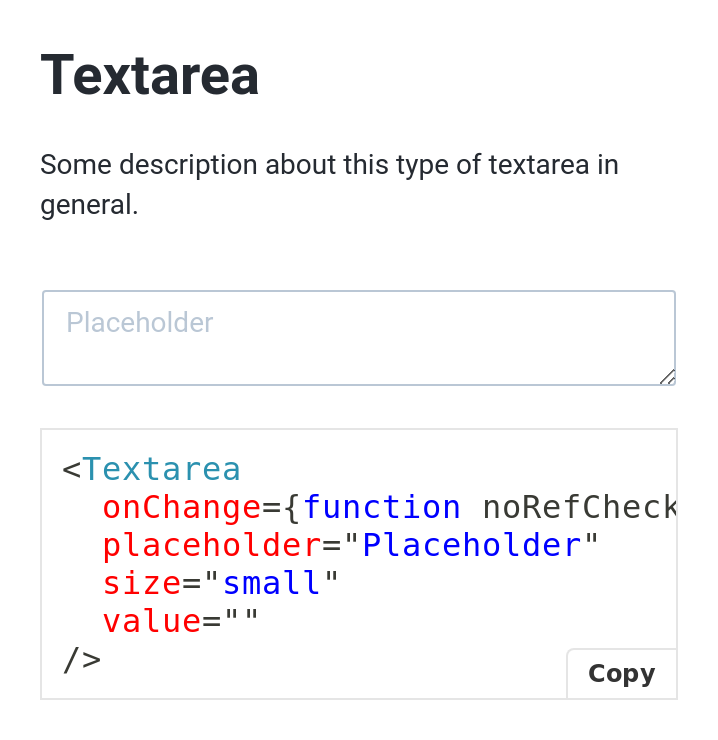 Textarea
Some description about this type of textarea in
general.
Placeholder
<Textarea
  onChange={function noRefCheck
  placeholder="Placeholder"
  size="small"
  value=""
/>
Copy